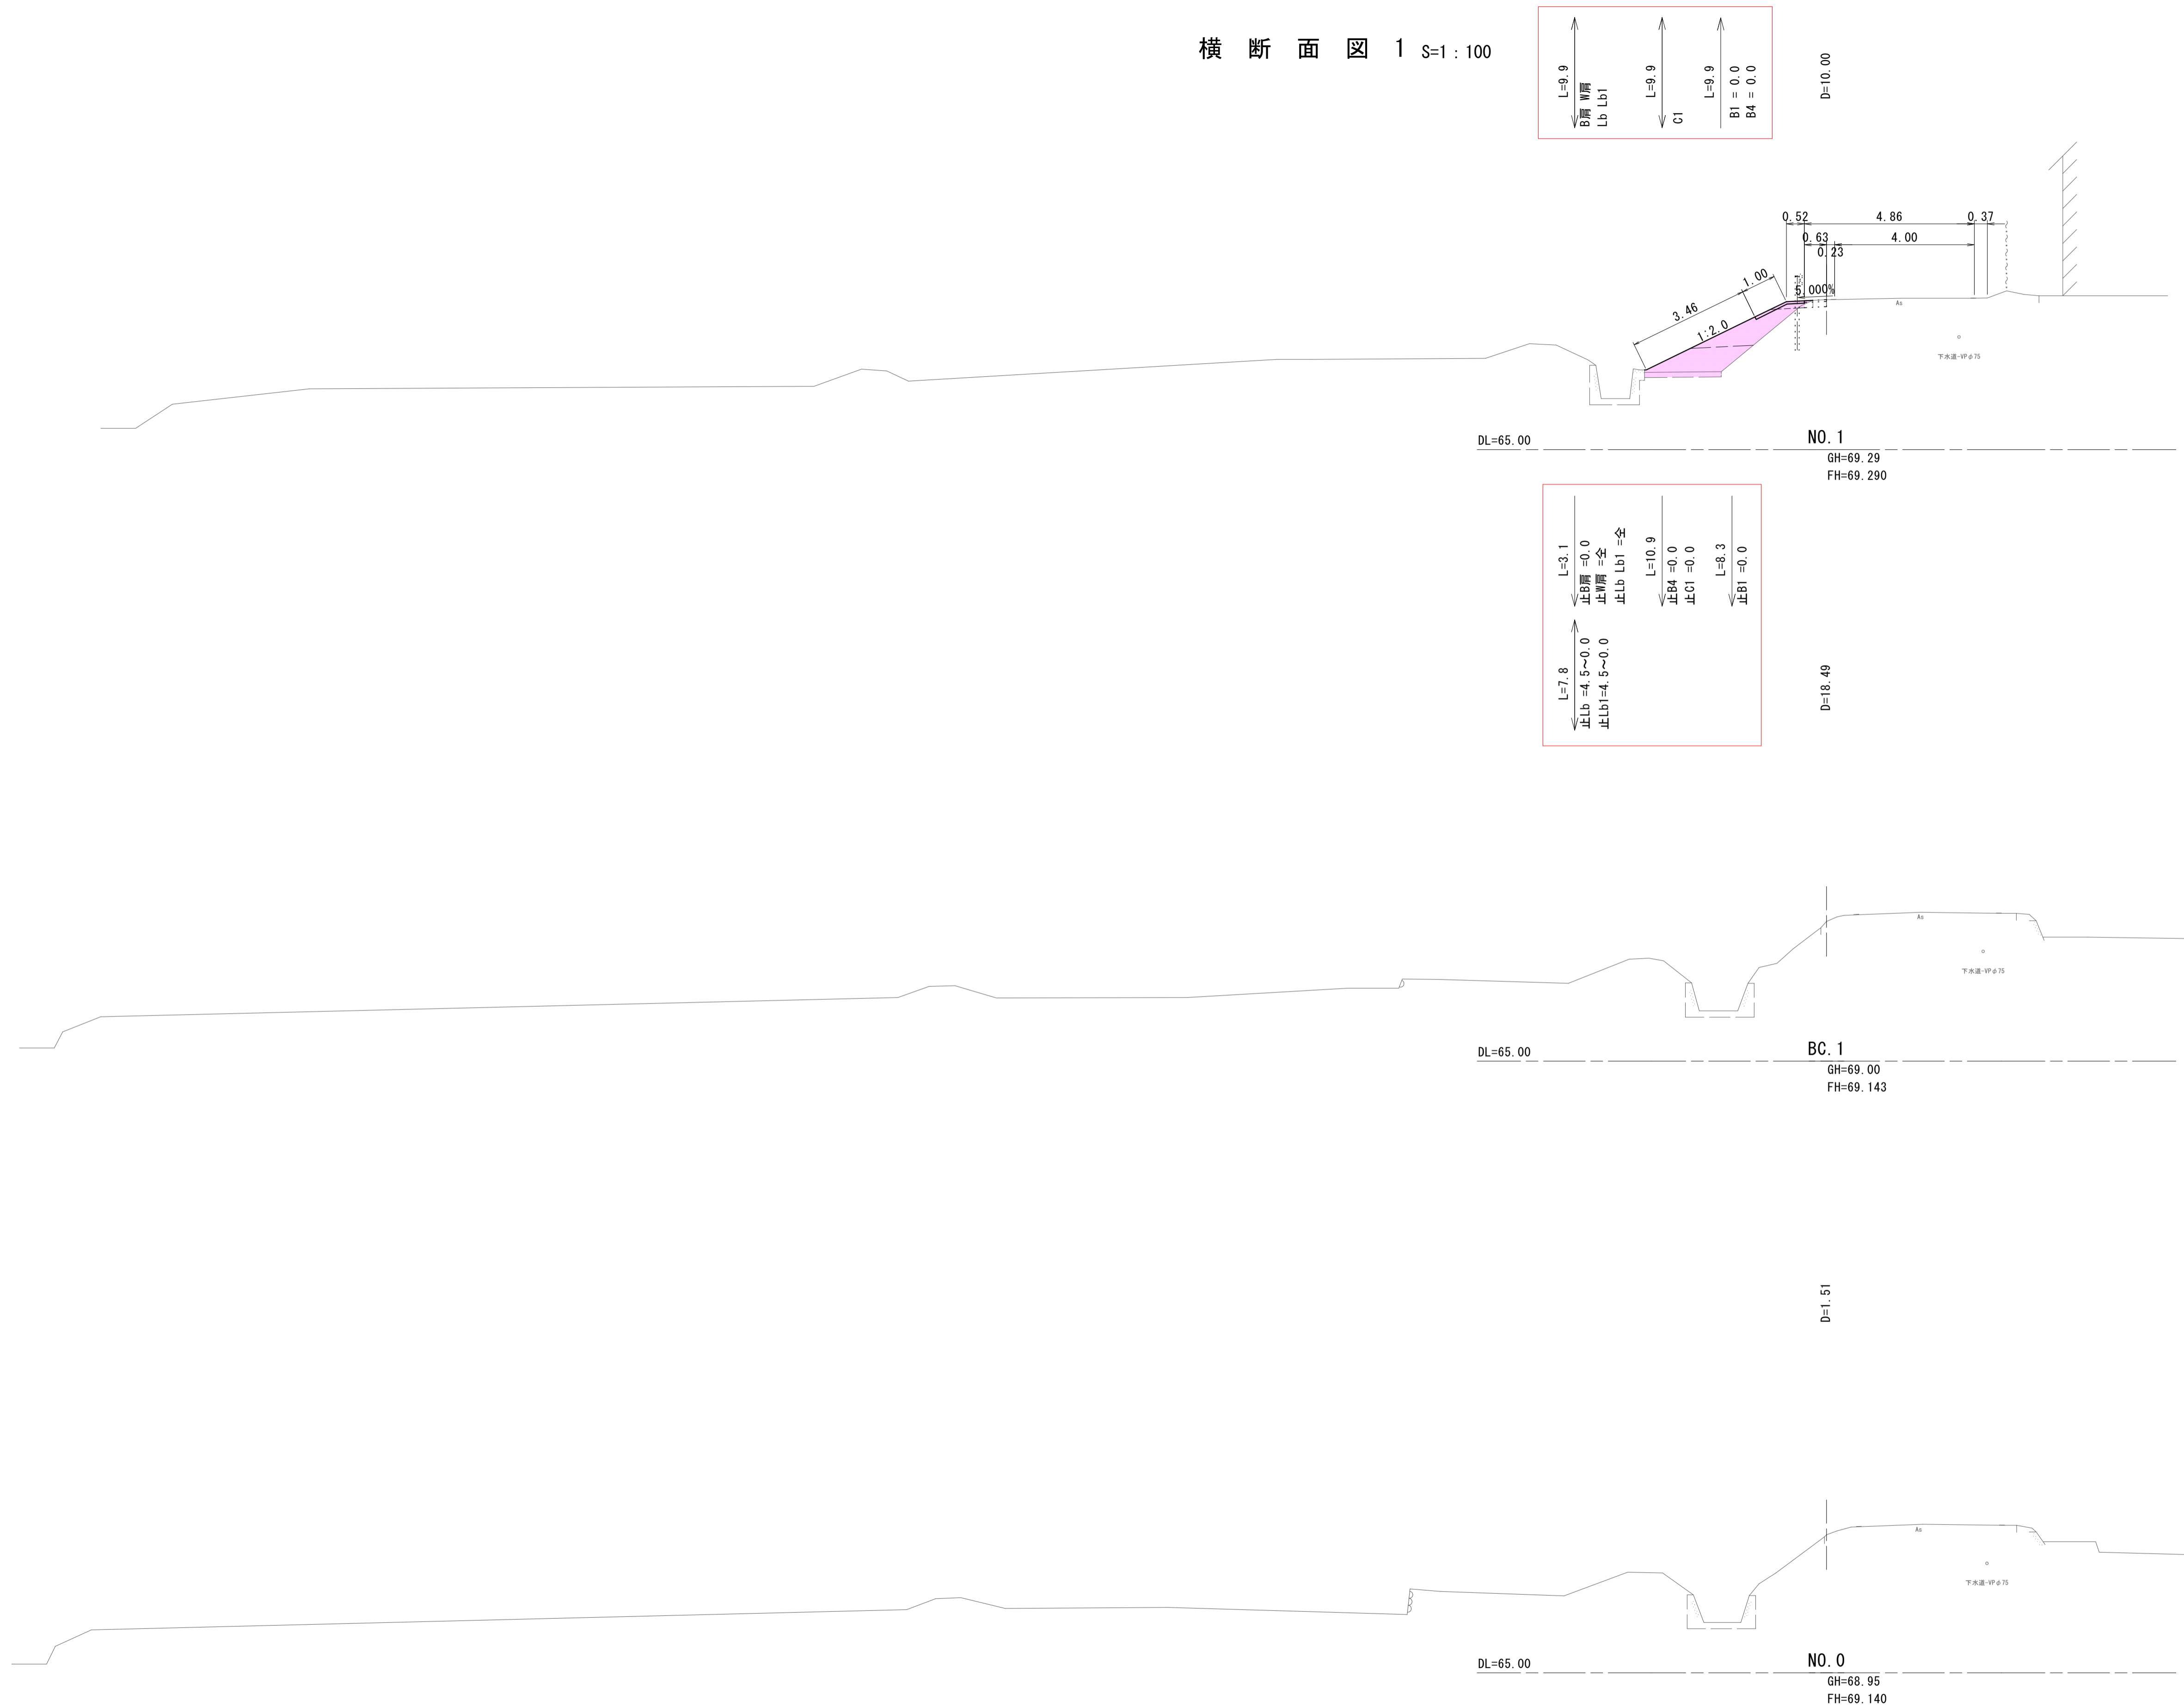 横 断 面 図 1 S=1：100
L=9.9
B肩 W肩
Lb Lb1
L=9.9
C1
L=9.9
B1 = 0.0
B4 = 0.0
D=10.00
0.52
4.86
0.37
0.63
4.00
0.23
1.00
5.000%
3.46
1:2.0
As
下水道-VPφ75
DL=65.00
NO.1
GH=69.29
FH=69.290
L=3.1
止B肩 =0.0
止W肩 =全
止Lb Lb1 =全
L=10.9
止B4 =0.0
止C1 =0.0
L=8.3
止B1 =0.0
L=7.8
止Lb =4.5～0.0
止Lb1=4.5～0.0
D=18.49
As
下水道-VPφ75
DL=65.00
BC.1
GH=69.00
FH=69.143
D=1.51
As
下水道-VPφ75
DL=65.00
NO.0
GH=68.95
FH=69.140